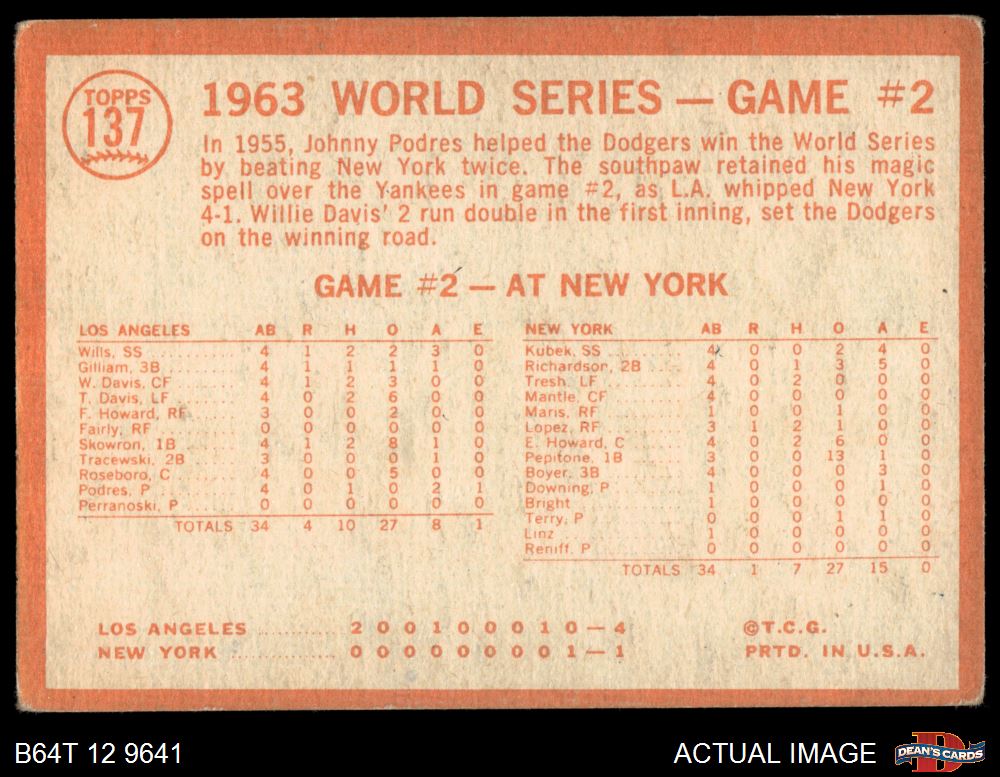 TOPPS
137
1963 WORLD SERIES — GAME #2
In 1955, Johnny Podres helped the Dodgers win the World Series
by beating New York twice. The southpaw retained his magic
spell over the Yankees in game #2, as L.A. whipped New York
4-1. Willie Davis' 2 run double in the first inning, set the Dodgers
on the winning road.
GAME #2 — AT NEW YORK
LOS ANGELES AB R H O A E
Wills, SS 4 1 2 2 3 0
Gilliam, 3B 4 1 1 1 1 0
W. Davis, CF 4 1 2 3 0 0
T. Davis, LF 4 0 2 6 0 0
F. Howard, RF 3 0 0 2 0 0
Fairly, RF 0 0 0 0 0 0
Skowron, 1B 4 1 2 8 1 0
Tracewski, 2B 3 0 0 0 1 0
Roseboro, C 4 0 0 5 0 0
Podres, P 4 0 1 0 2 1
Perranoski, P 0 0 0 0 0 0
TOTALS 34 4 10 27 8 1
NEW YORK AB R H O A E
Kubek, SS 4 0 0 2 4 0
Richardson, 2B 4 0 1 3 5 0
Tresh, LF 4 0 2 0 0 0
Mantle, CF 4 0 0 0 0 0
Maris, RF 1 0 0 1 0 0
Lopez, RF 3 1 2 1 0 0
E. Howard, C 4 0 2 6 0 0
Pepitone, 1B 3 0 0 13 1 0
Boyer, 3B 4 0 0 0 3 0
Downing, P 1 0 0 0 1 0
Bright 1 0 0 0 0 0
Terry, P 0 0 0 1 1 0
Linz 1 0 0 0 0 0
Reniff, P 0 0 0 0 0 0
TOTALS 34 1 7 27 15 0
LOS ANGELES 2 0 0 1 0 0 0 1 0 — 4
NEW YORK 0 0 0 0 0 0 0 0 1 — 1
©T.C.G.
PRTD. IN U.S.A.
B64T 12 9641
ACTUAL IMAGE
D
DEAN'S CARDS